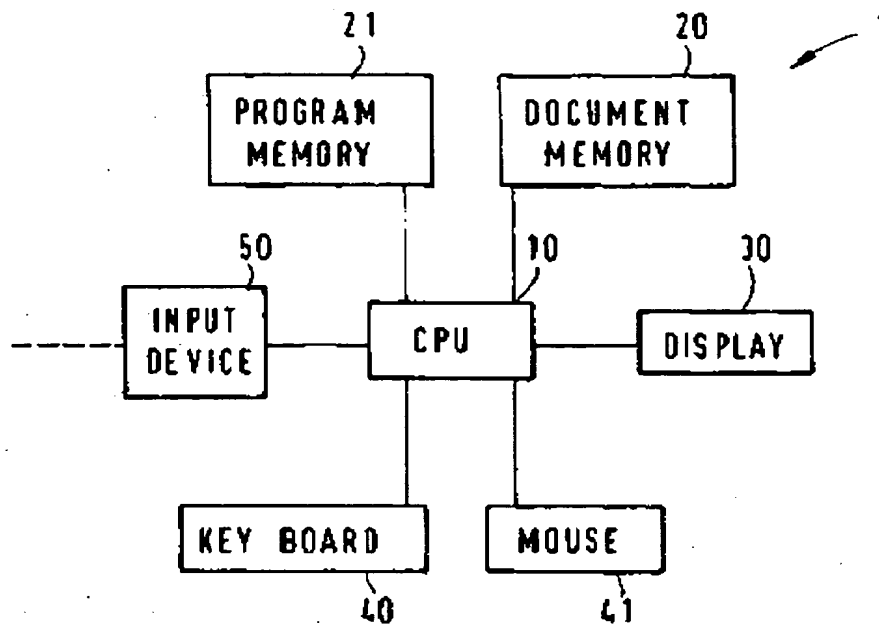 21
20
PROGRAM
MEMORY
DOCUMENT
MEMORY
50
10
30
INPUT
DEVICE
CPU
DISPLAY
KEY BOARD
MOUSE
40
41